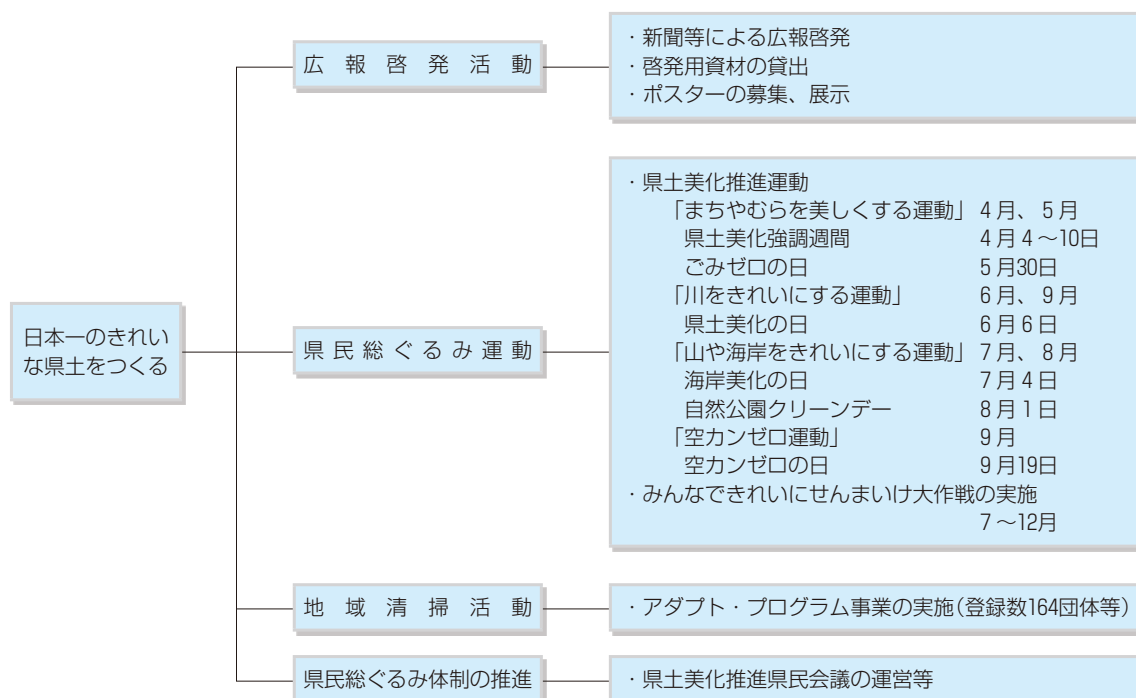 日本一のきれい
な県土をつくる
広報啓発活動
・新聞等による広報啓発
・啓発用資材の貸出
・ポスターの募集、展示
県民総ぐるみ運動
・県土美化推進運動
「まちやむらを美しくする運動」 4月、5月
県土美化強調週間 4月4～10日
ごみゼロの日 5月30日
「川をきれいにする運動」 6月、9月
県土美化の日 6月6日
「山や海岸をきれいにする運動」 7月、8月
海岸美化の日 7月4日
自然公園クリーンデー 8月1日
「空カンゼロ運動」 9月
空カンゼロの日 9月19日
・みんなできれいにせんまいけ大作戦の実施
7～12月
地域清掃活動
・アダプト・プログラム事業の実施(登録数164団体等)
県民総ぐるみ体制の推進
・県土美化推進県民会議の運営等